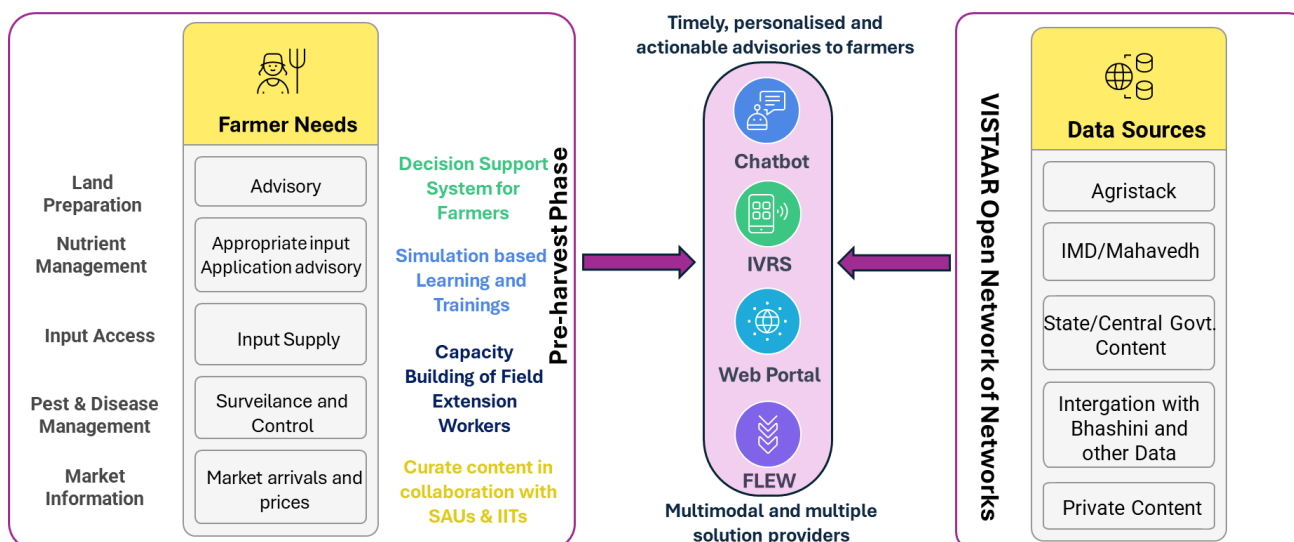 Farmer Needs
Land
Preparation
Advisory
Nutrient
Management
Appropriate input
Application advisory
Input Access
Input Supply
Pest & Disease
Management
Surveilance and
Control
Market
Information
Market arrivals and
prices
Decision Support
System for
Farmers
Simulation based
Learning and
Trainings
Capacity
Building of Field
Extension
Workers
Curate content in
collaboration with
SAUs & IITs
Pre-harvest Phase
Timely, personalised and
actionable advisories to farmers
Chatbot
IVRS
Web Portal
FLEW
Multimodal and multiple
solution providers
VISTAAR Open Network of Networks
Data Sources
Agristack
IMD/Mahavedh
State/Central Govt.
Content
Intergation with
Bhashini and
other Data
Private Content